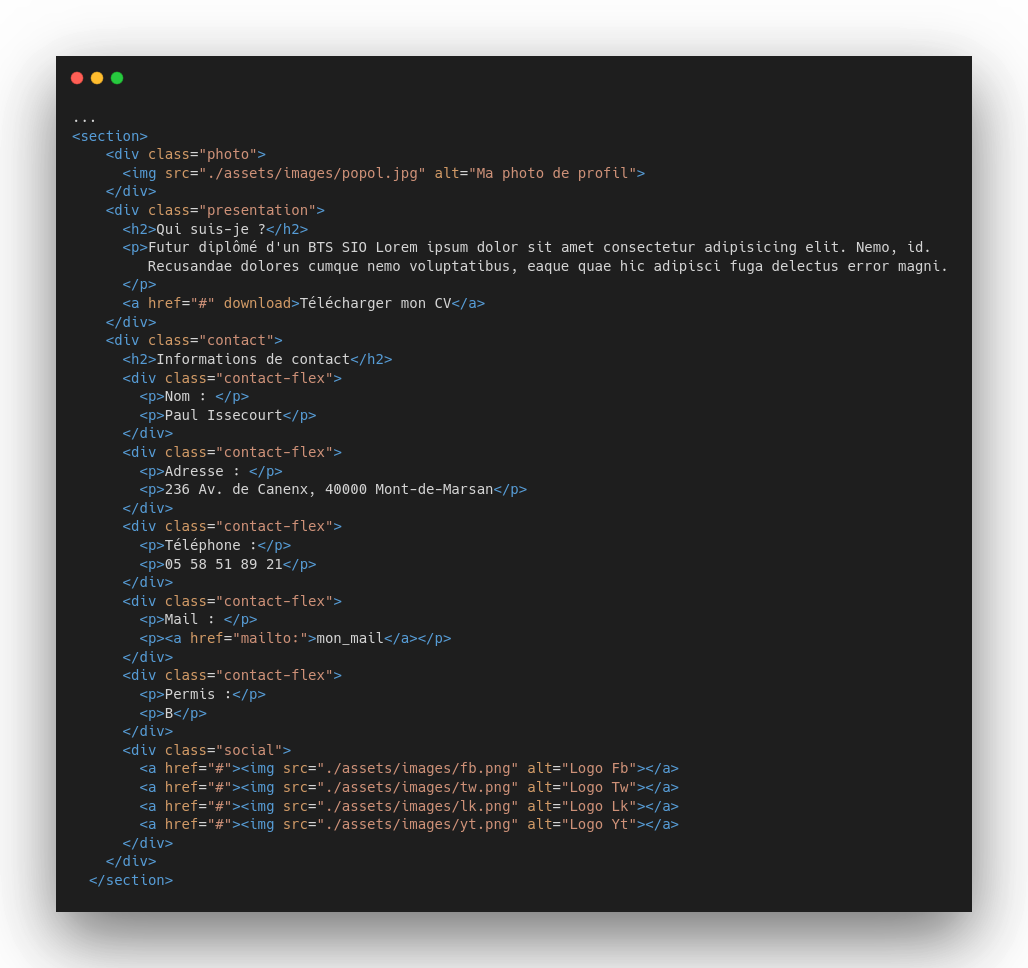 ...
<section>
    <div class="photo">
      <img src="./assets/images/popol.jpg" alt="Ma photo de profil">
    </div>
    <div class="presentation">
      <h2>Qui suis-je ?</h2>
      <p>Futur diplômé d'un BTS SIO Lorem ipsum dolor sit amet consectetur adipisicing elit. Nemo, id.
         Recusandae dolores cumque nemo voluptatibus, eaque quae hic adipisci fuga delectus error magni.
      </p>
      <a href="#" download>Télécharger mon CV</a>
    </div>
    <div class="contact">
      <h2>Informations de contact</h2>
      <div class="contact-flex">
        <p>Nom : </p>
        <p>Paul Issecourt</p>
      </div>
      <div class="contact-flex">
        <p>Adresse : </p>
        <p>236 Av. de Canenx, 40000 Mont-de-Marsan</p>
      </div>
      <div class="contact-flex">
        <p>Téléphone :</p>
        <p>05 58 51 89 21</p>
      </div>
      <div class="contact-flex">
        <p>Mail : </p>
        <p><a href="mailto:">mon_mail</a></p>
      </div>
      <div class="contact-flex">
        <p>Permis :</p>
        <p>B</p>
      </div>
      <div class="social">
        <a href="#"><img src="./assets/images/fb.png" alt="Logo Fb"></a>
        <a href="#"><img src="./assets/images/tw.png" alt="Logo Tw"></a>
        <a href="#"><img src="./assets/images/lk.png" alt="Logo Lk"></a>
        <a href="#"><img src="./assets/images/yt.png" alt="Logo Yt"></a>
      </div>
    </div>
  </section>